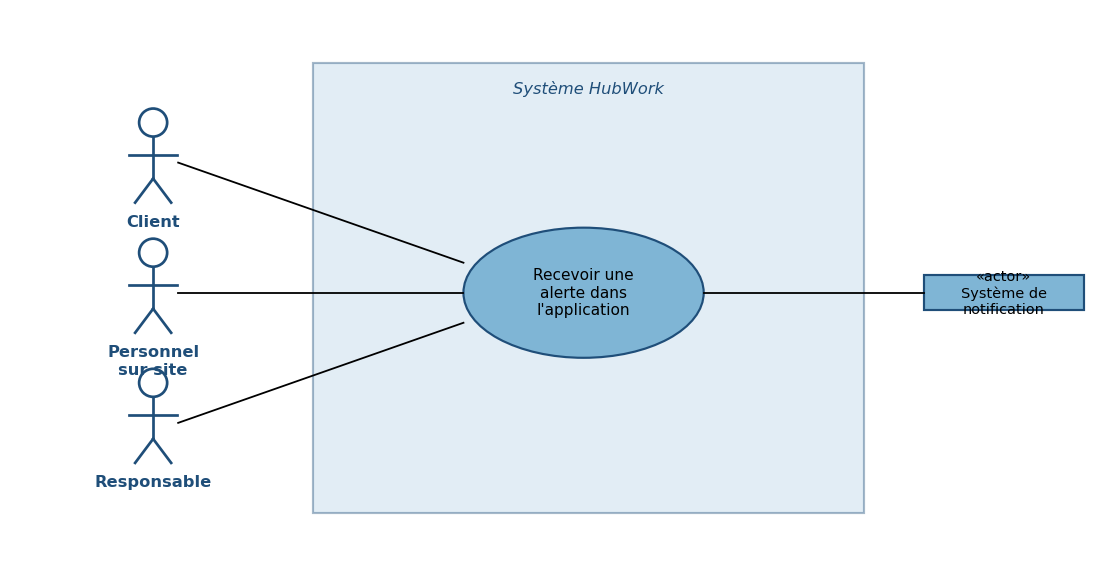 Système HubWork
Client
Personnel
sur site
Responsable
Recevoir une
alerte dans
l'application
«actor»
Système de
notification